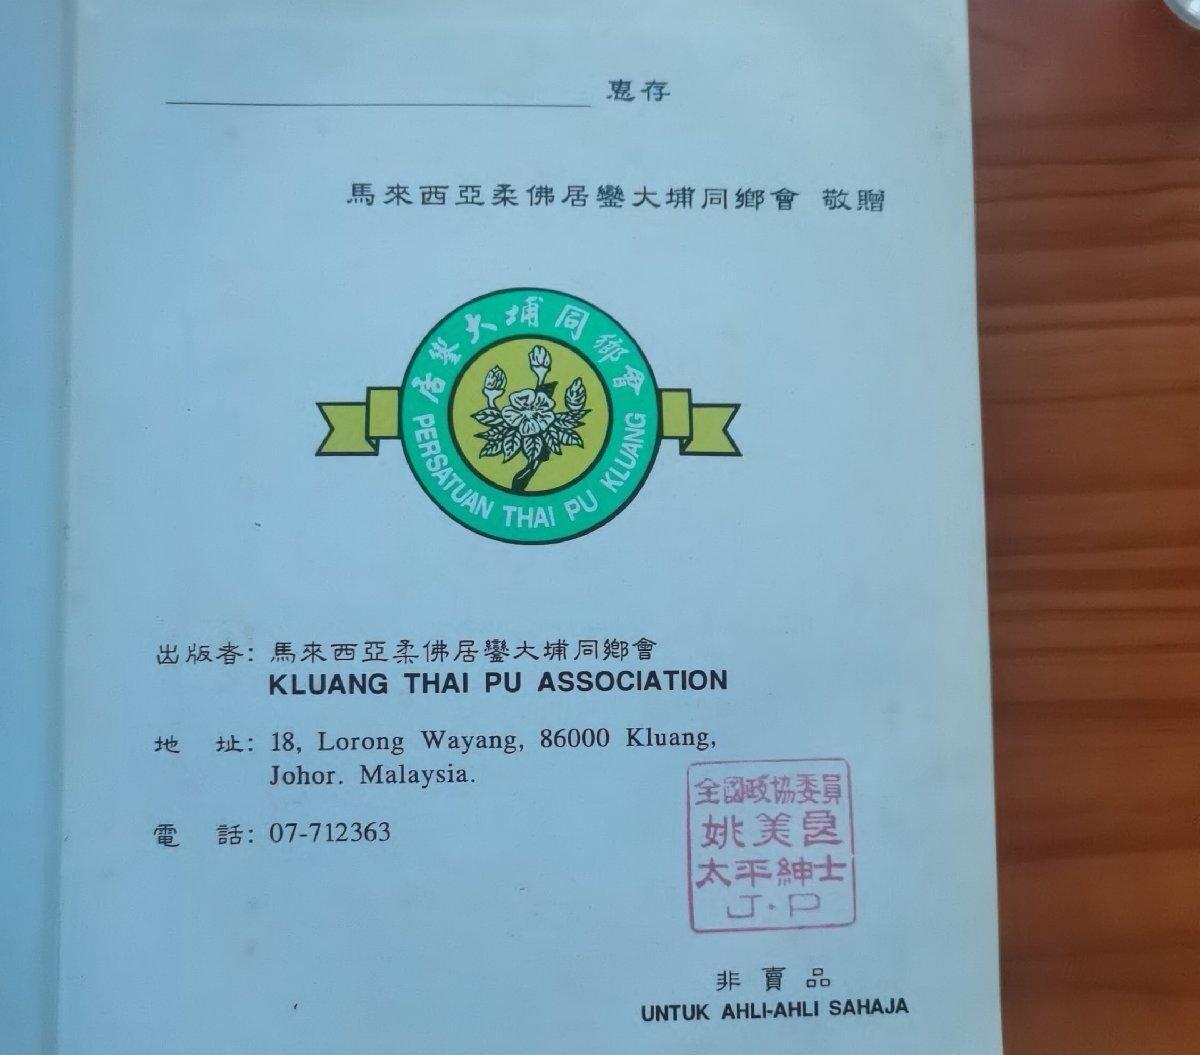 惠存
馬來西亞柔佛居鑾大埔同鄉會 敬贈
居鑾大埔同鄉會
PERSATUAN THAI PU KLUANG
出版者: 馬來西亞柔佛居鑾大埔同鄉會
KLUANG THAI PU ASSOCIATION
地 址: 18, Lorong Wayang, 86000 Kluang,
Johor. Malaysia.
電 話: 07-712363
全國政協委員
姚美良
太平紳士
J.P
非賣品
UNTUK AHLI-AHLI SAHAJA